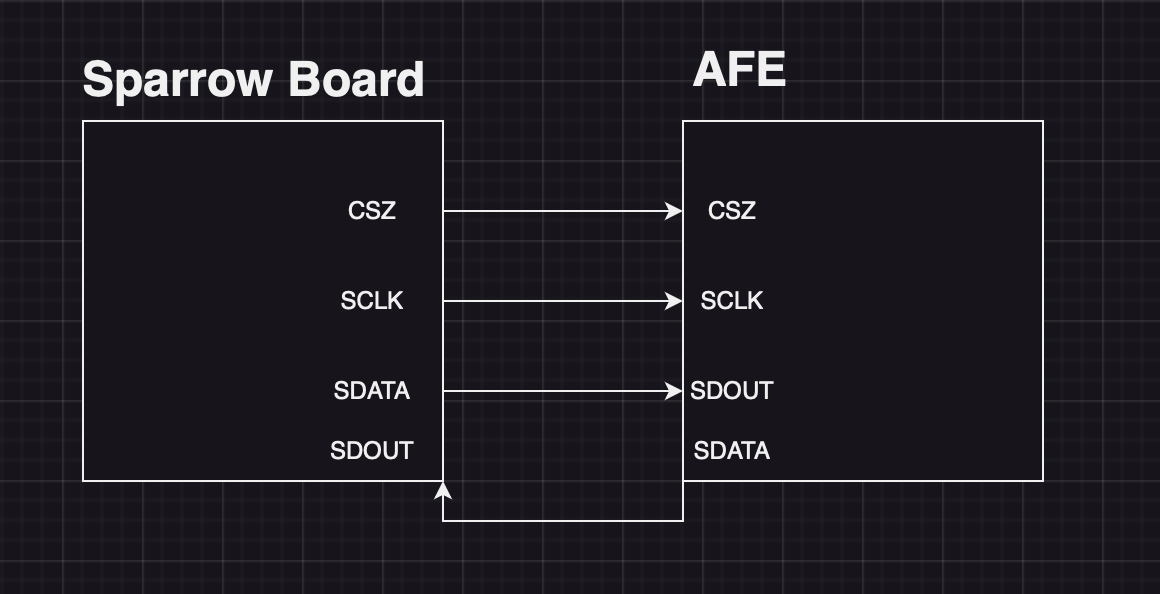 Sparrow Board
AFE
CSZ
CSZ
SCLK
SCLK
SDATA
SDOUT
SDOUT
SDATA